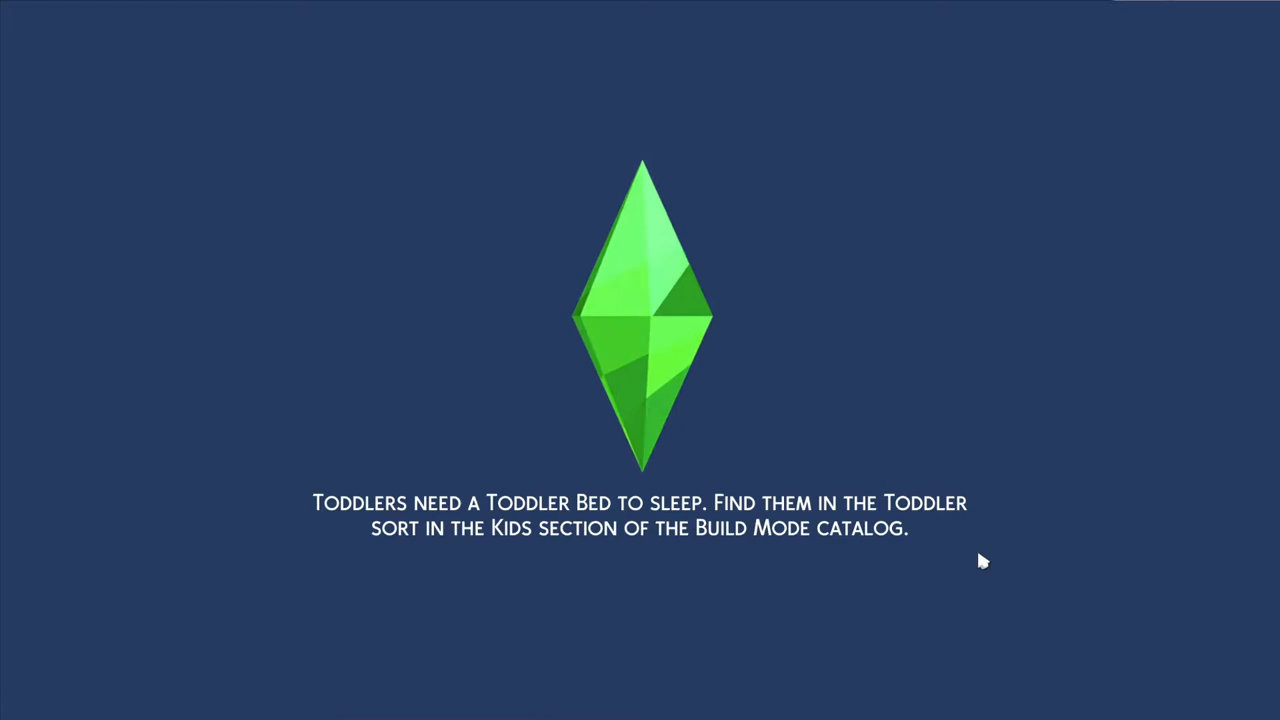 Toddlers need a Toddler Bed to sleep. Find them in the Toddler
sort in the Kids section of the Build Mode catalog.